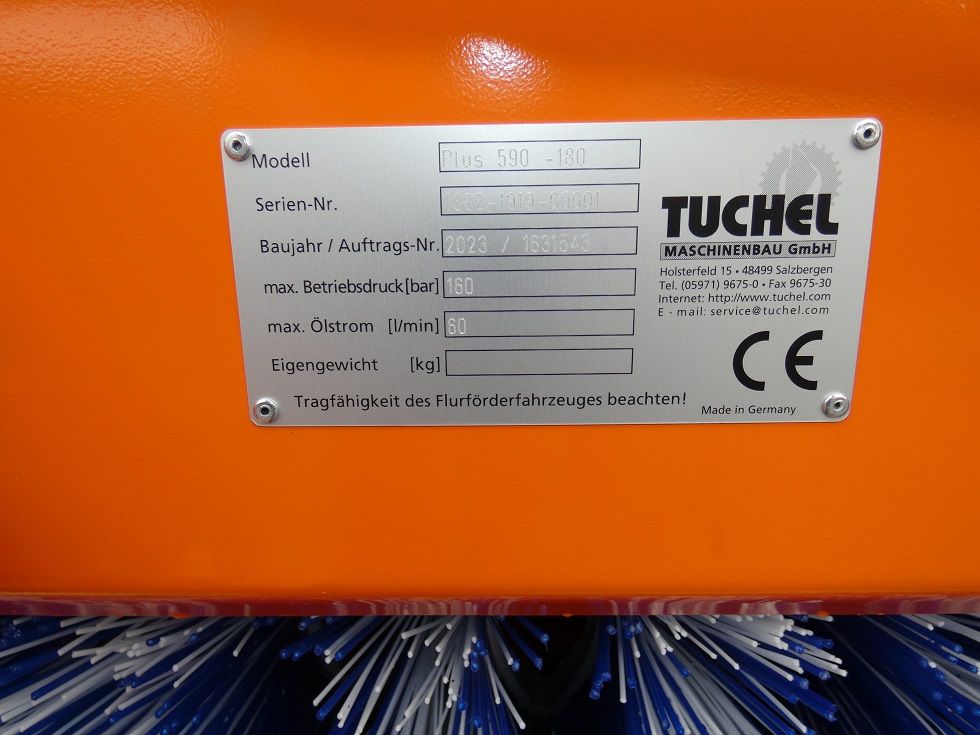 Modell Plus 590 -180
Serien-Nr.
Baujahr / Auftrags-Nr. 2023 /
max. Betriebsdruck [bar] 160
max. Ölstrom [l/min] 60
Eigengewicht [kg]
Tragfähigkeit des Flurförderfahrzeuges beachten!
TUCHEL
MASCHINENBAU GmbH
Holsterfeld 15 • 48499 Salzbergen
Tel. (05971) 9675-0 • Fax 9675-30
Internet: http://www.tuchel.com
E - mail: service@tuchel.com
CE
Made in Germany